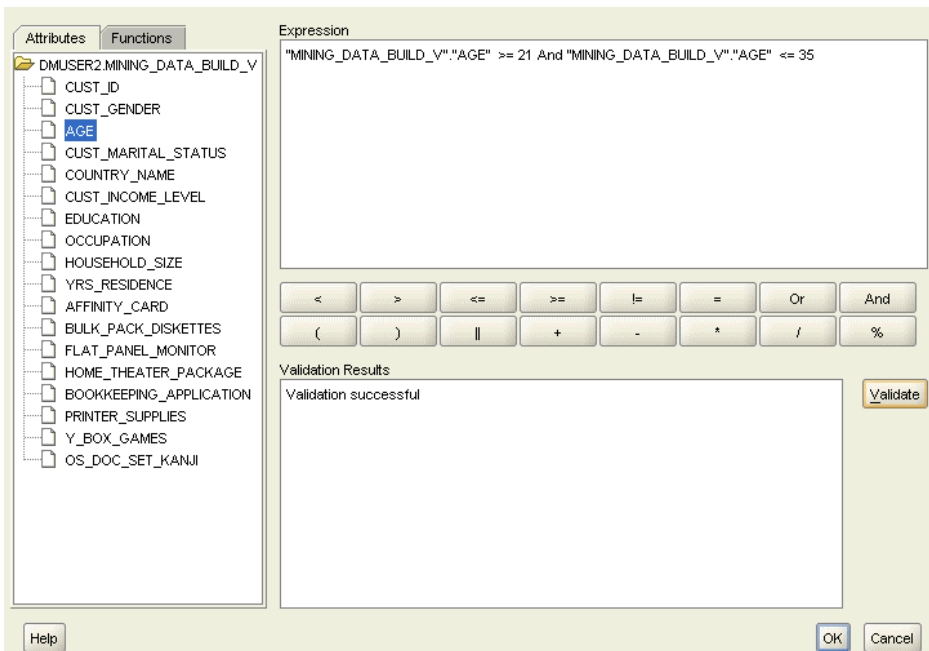 Attributes Functions
DMUSER2.MINING_DATA_BUILD_V
CUST_ID
CUST_GENDER
AGE
CUST_MARITAL_STATUS
COUNTRY_NAME
CUST_INCOME_LEVEL
EDUCATION
OCCUPATION
HOUSEHOLD_SIZE
YRS_RESIDENCE
AFFINITY_CARD
BULK_PACK_DISKETTES
FLAT_PANEL_MONITOR
HOME_THEATER_PACKAGE
BOOKKEEPING_APPLICATION
PRINTER_SUPPLIES
Y_BOX_GAMES
OS_DOC_SET_KANJI
Expression
"MINING_DATA_BUILD_V"."AGE" >= 21 And "MINING_DATA_BUILD_V"."AGE" <= 35
< > <= >= != = Or And
( ) || + - * / %
Validation Results
Validation successful
Validate
Help
OK Cancel